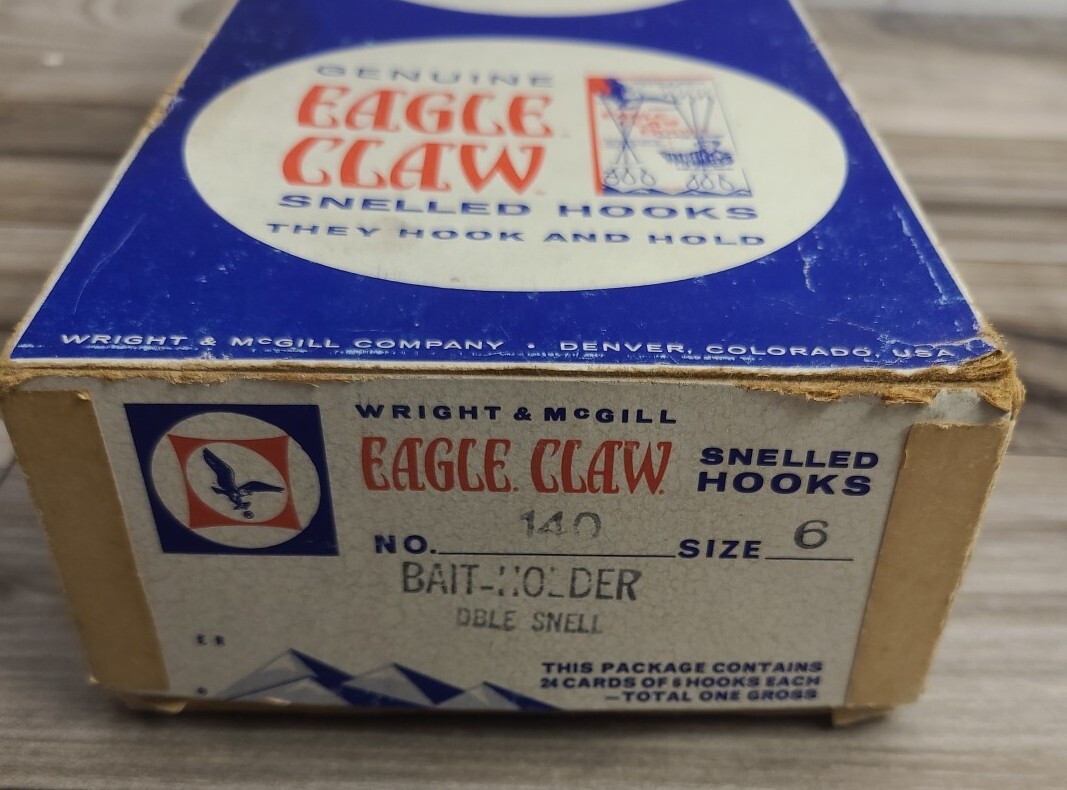 GENUINE
EAGLE
CLAW
SNELLED HOOKS
THEY HOOK AND HOLD
WRIGHT & McGILL COMPANY • DENVER, COLORADO, USA
WRIGHT & McGILL
EAGLE CLAW
SNELLED
HOOKS
NO. 140 SIZE 6
BAIT-HOLDER
DBLE SNELL
®
E B
THIS PACKAGE CONTAINS
24 CARDS OF 6 HOOKS EACH
—TOTAL ONE GROSS